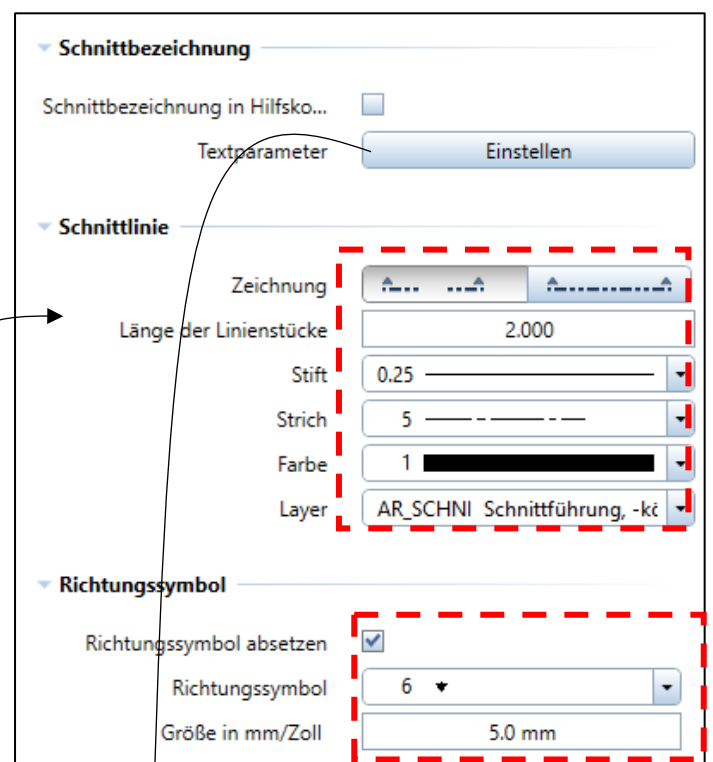 Schnittbezeichnung
Schnittbezeichnung in Hilfsko...
Textparameter Einstellen
Schnittlinie
Zeichnung
Länge der Linienstücke 2.000
Stift 0.25
Strich 5
Farbe 1
Layer AR_SCHNI Schnittführung, -kö
Richtungssymbol
Richtungssymbol absetzen
Richtungssymbol 6
Größe in mm/Zoll 5.0 mm